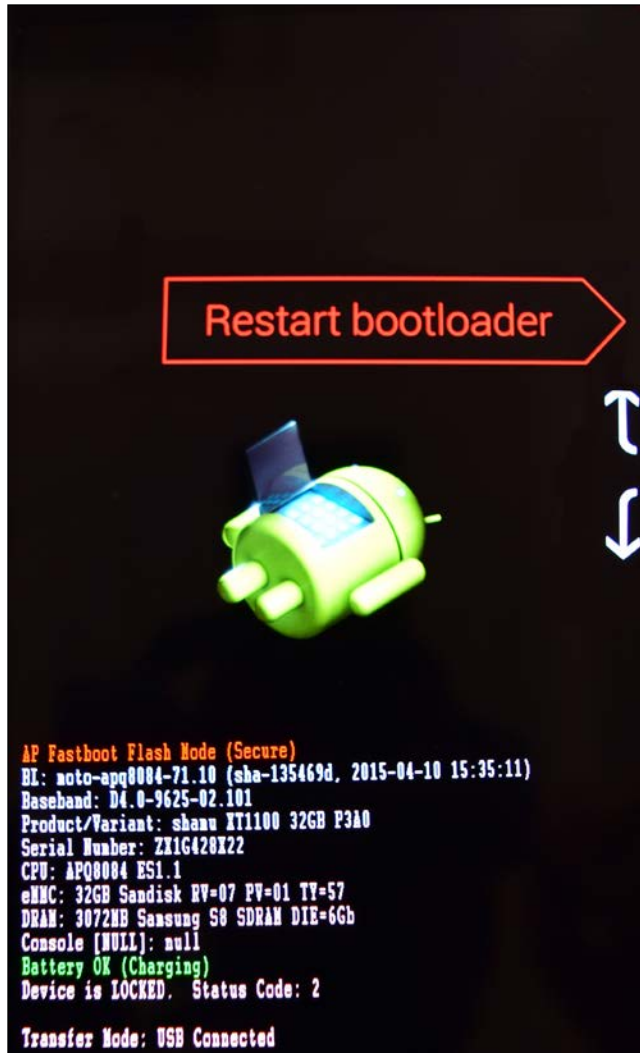 Restart bootloader
AP Fastboot Flash Mode (Secure)
BL: moto-apq8084-71.10 (sha-135469d, 2015-04-10 15:35:11)
Baseband: D4.0-9625-02.101
Product/Variant: shamu XT1100 32GB P3A0
Serial Number: ZX1G428X22
CPU: APQ8084 ES1.1
eMMC: 32GB Sandisk RV=07 PV=01 TY=57
DRAM: 3072MB Samsung S8 SDRAM DIE=6Gb
Console [NULL]: null
Battery OK (Charging)
Device is LOCKED.  Status Code: 2
Transfer Mode: USB Connected